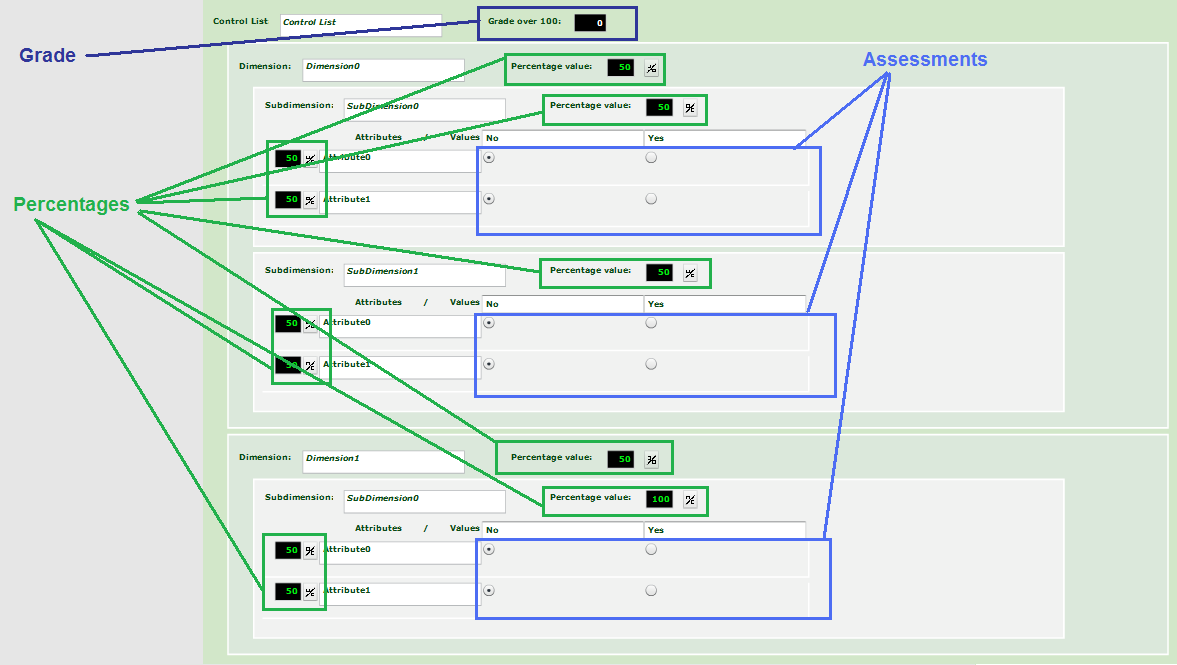 Control List Control List Grade over 100: 0
Grade
Assessments
Dimension: Dimension0 Percentage value: 50 %
Subdimension: SubDimension0 Percentage value: 50 %
Attributes / Values No Yes
50 % Attribute0
50 % Attribute1
Percentages
Subdimension: SubDimension1 Percentage value: 50 %
Attributes / Values No Yes
50 % Attribute0
50 % Attribute1
Dimension: Dimension1 Percentage value: 50 %
Subdimension: SubDimension0 Percentage value: 100 %
Attributes / Values No Yes
50 % Attribute0
50 % Attribute1